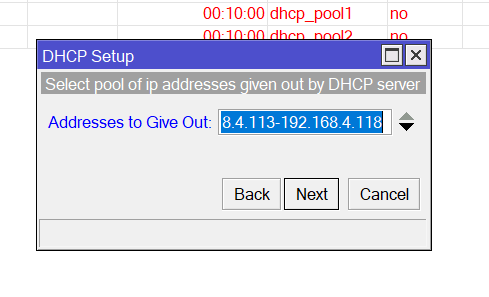 00:10:00 dhcp_pool1 no
00:10:00 dhcp_pool2 no
DHCP Setup
Select pool of ip addresses given out by DHCP server
Addresses to Give Out: 8.4.113-192.168.4.118
Back Next Cancel